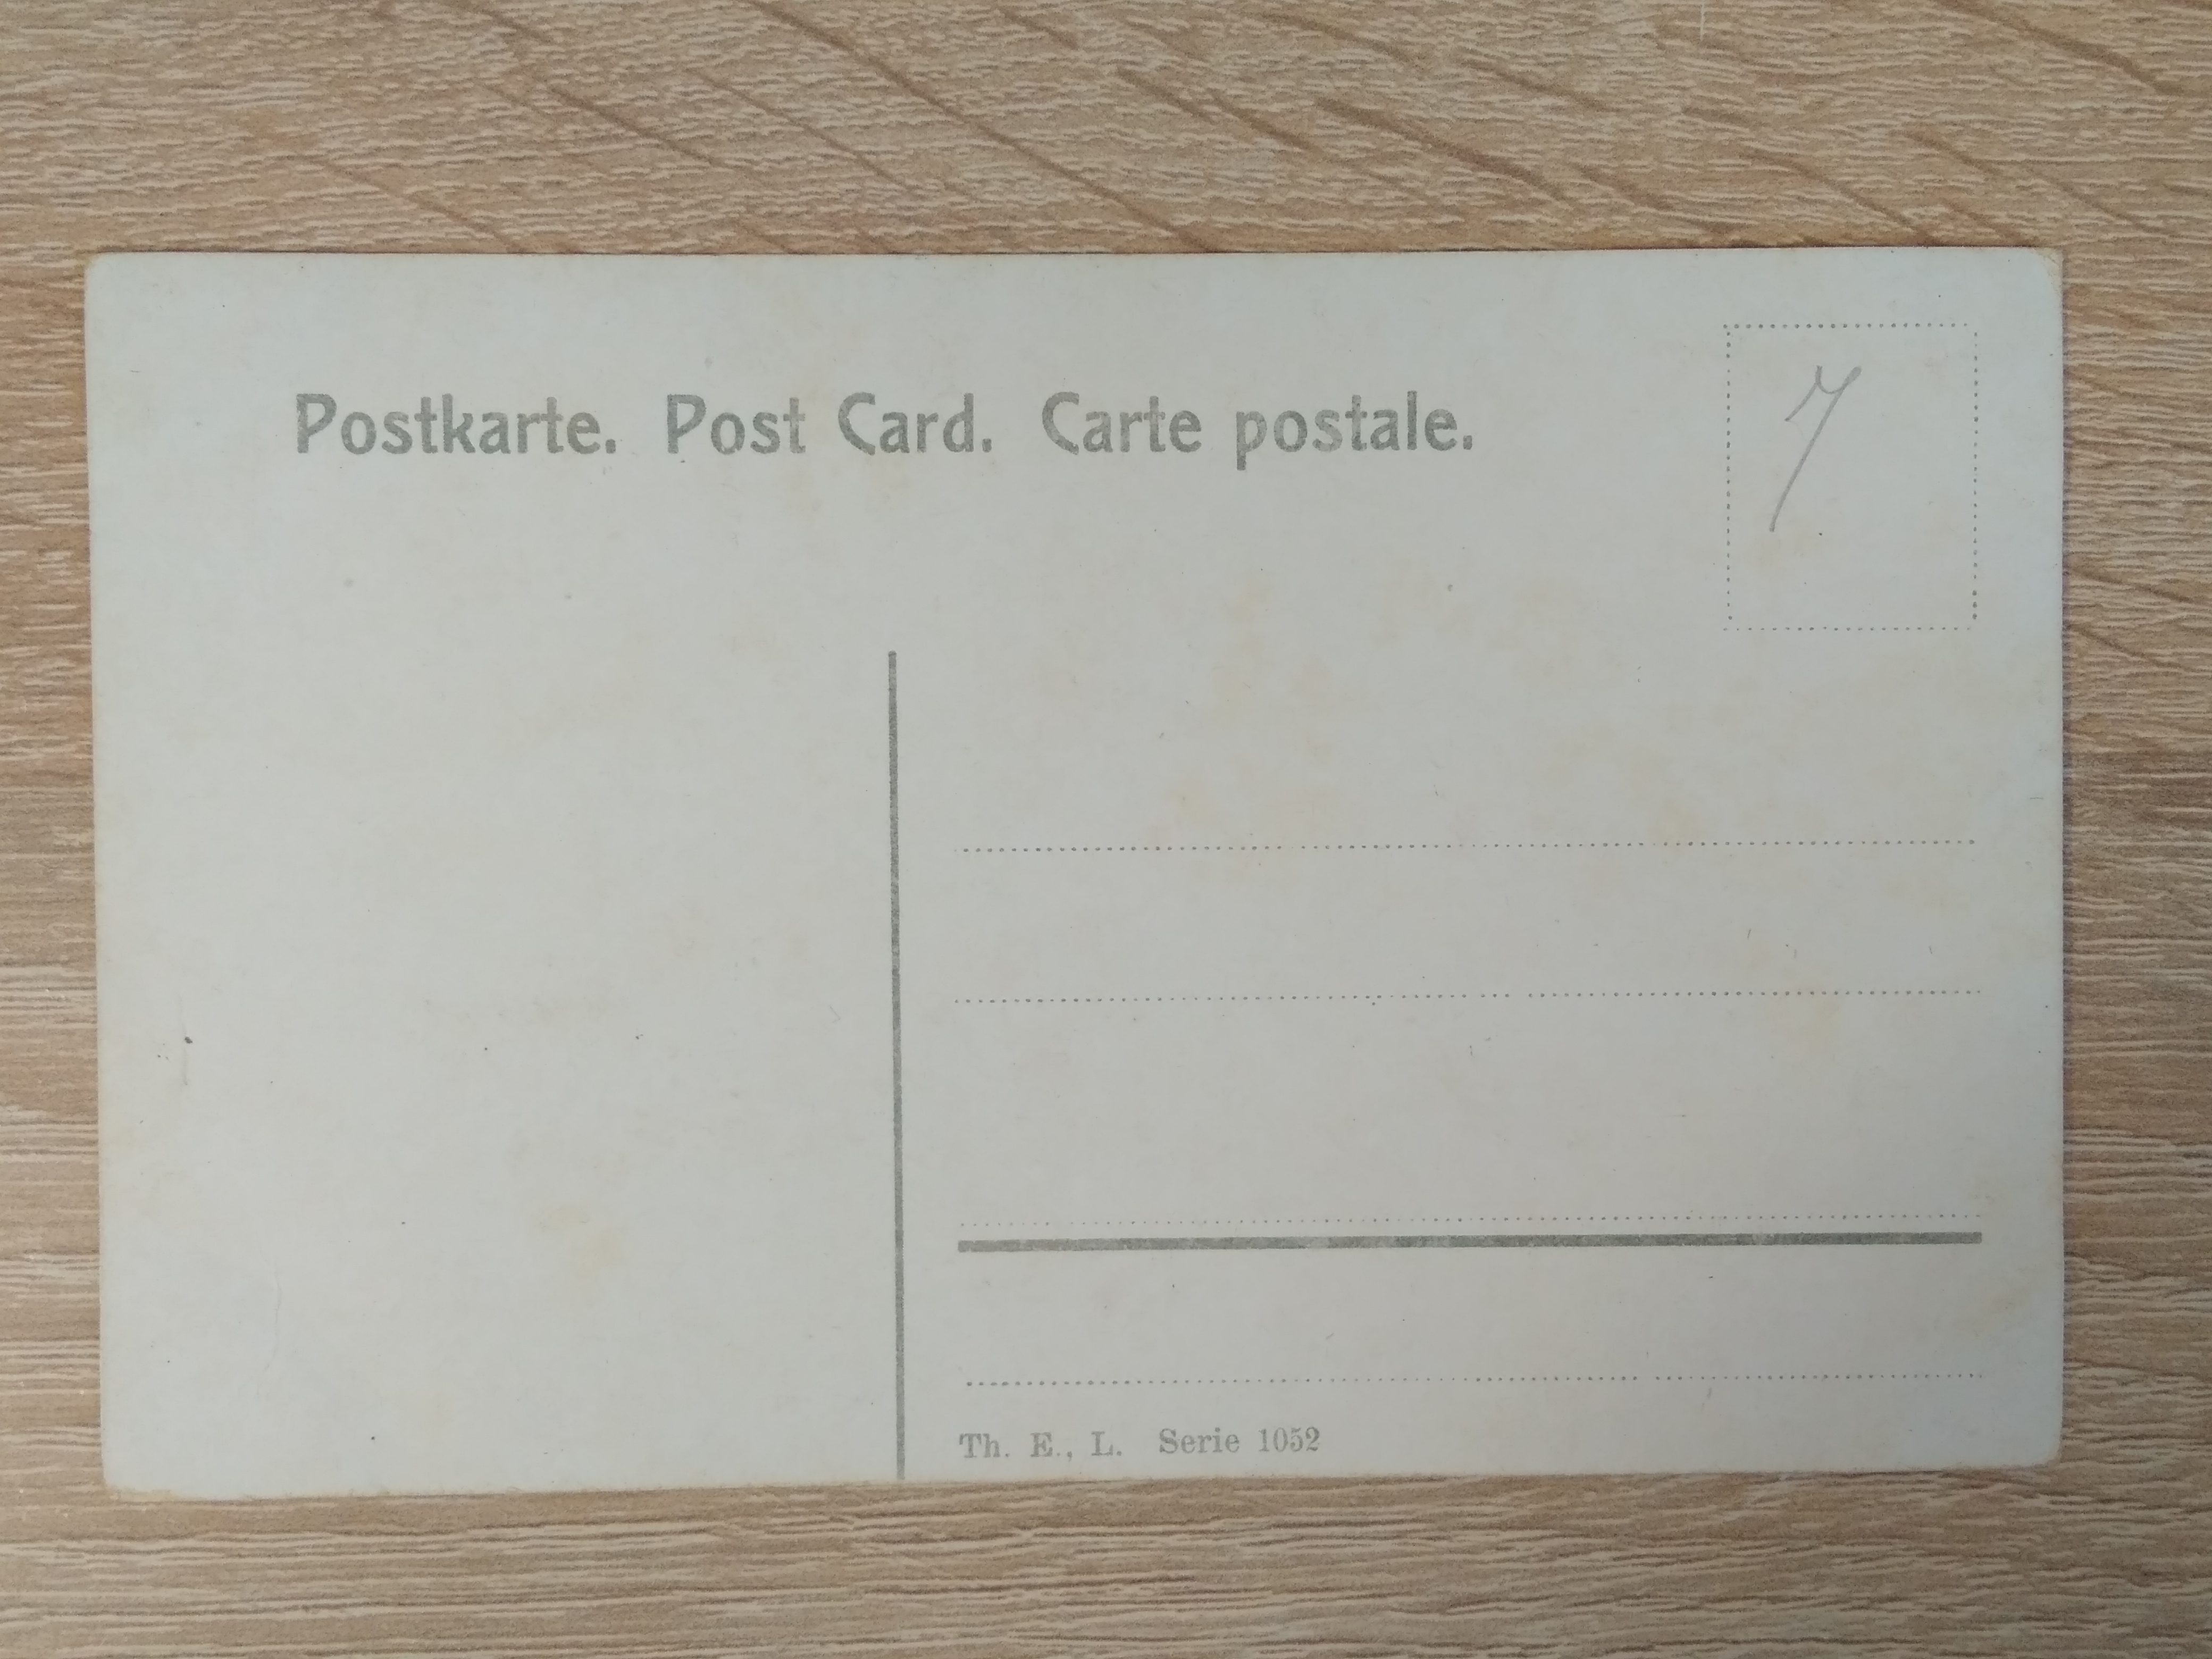 Postkarte. Post Card. Carte postale.
7
Th. E., L. Serie 1052